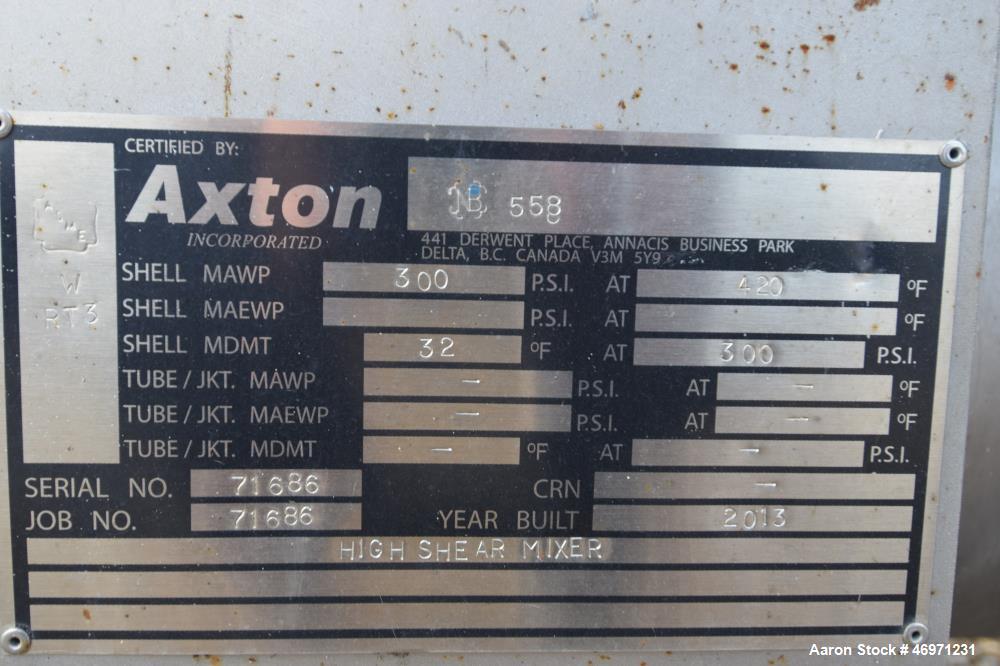 CERTIFIED BY:
Axton
INCORPORATED
NB 558
441 DERWENT PLACE, ANNACIS BUSINESS PARK
DELTA, B.C. CANADA V3M 5Y9
W
RT3
SHELL MAWP 300 P.S.I. AT 420 ºF
SHELL MAEWP P.S.I. AT ºF
SHELL MDMT 32 ºF AT 300 P.S.I.
TUBE / JKT. MAWP – P.S.I. AT – ºF
TUBE / JKT. MAEWP – P.S.I. AT – ºF
TUBE / JKT. MDMT – ºF AT – P.S.I.
SERIAL NO. 71686 CRN –
JOB NO. 71686 YEAR BUILT 2013
HIGH SHEAR MIXER
Aaron Stock # 46971231